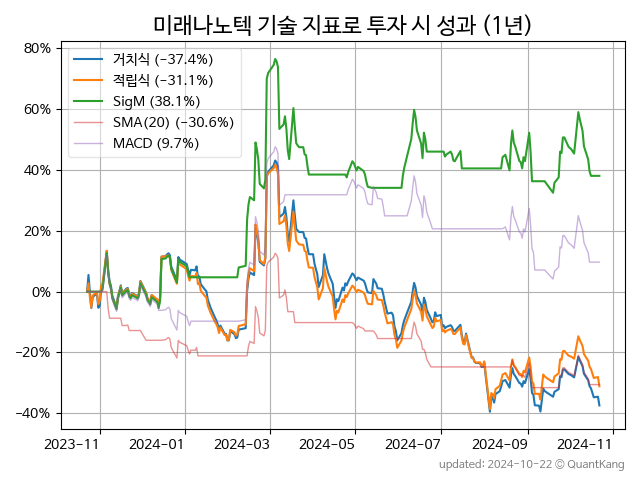 미래나노텍 기술 지표로 투자 시 성과 (1년)
거치식 (−37.4%)
적립식 (−31.1%)
SigM (38.1%)
SMA(20) (−30.6%)
MACD (9.7%)
80%
60%
40%
20%
0%
−20%
−40%
2023−11 2024−01 2024−03 2024−05 2024−07 2024−09 2024−11
updated: 2024−10−22 © QuantKang